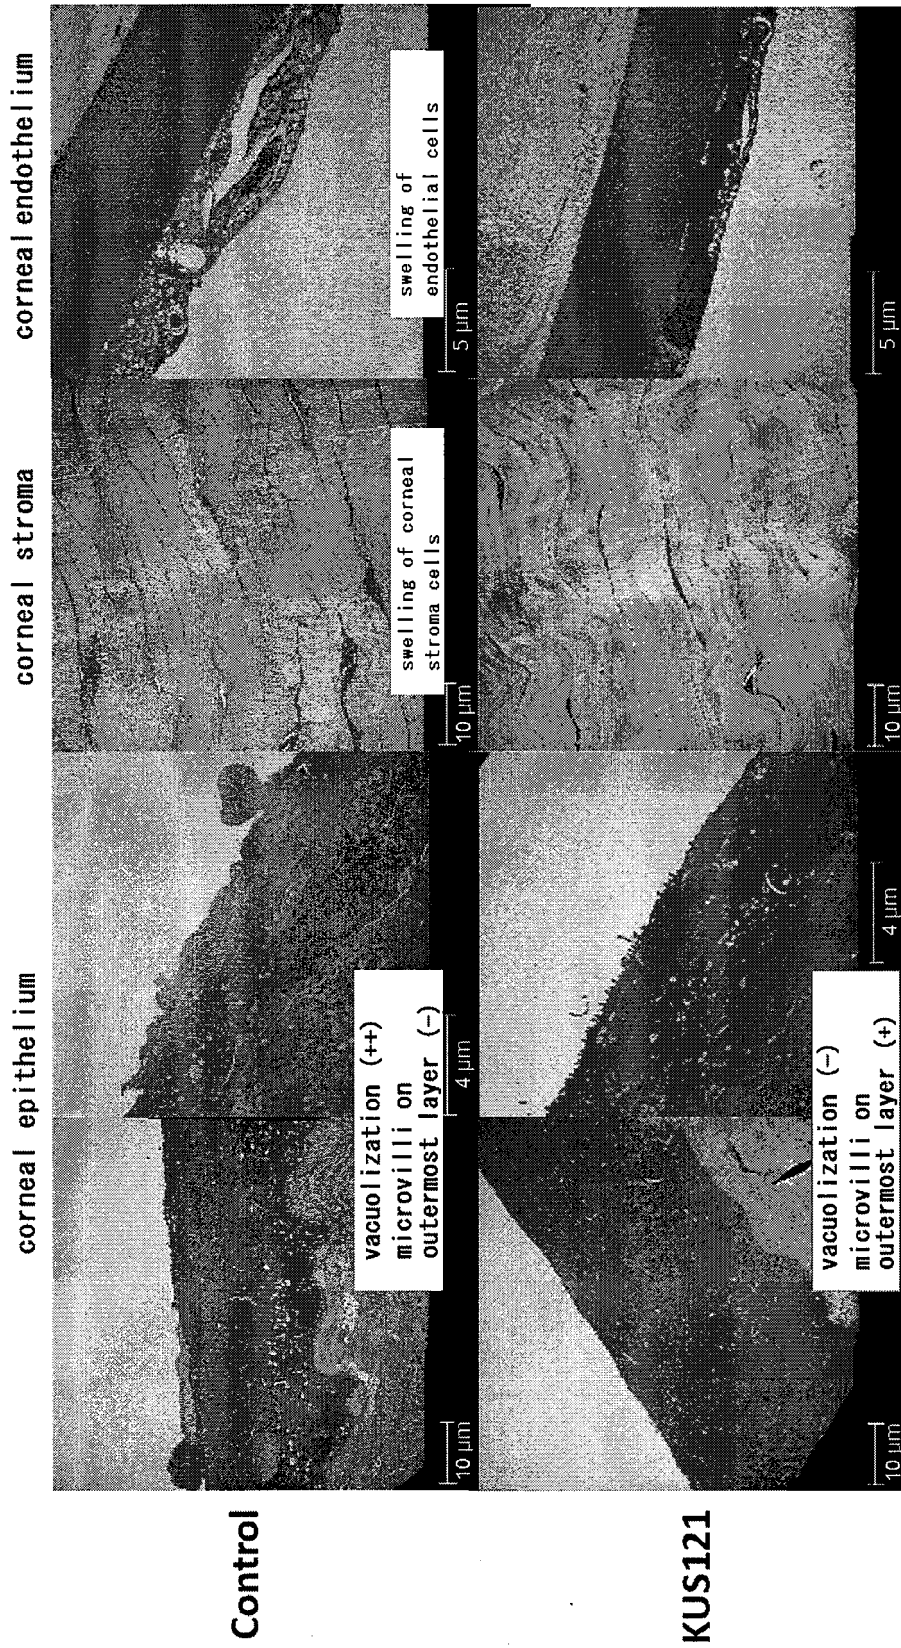 corneal epithelium
corneal stroma
corneal endothelium
Control
vacuolization (++)
microvilli on
outermost layer (-)
swelling of corneal
stroma cells
swelling of
endothelial cells
10 μm
4 μm
10 μm
5 μm
KUS121
vacuolization (-)
microvilli on
outermost layer (+)
10 μm
4 μm
10 μm
5 μm